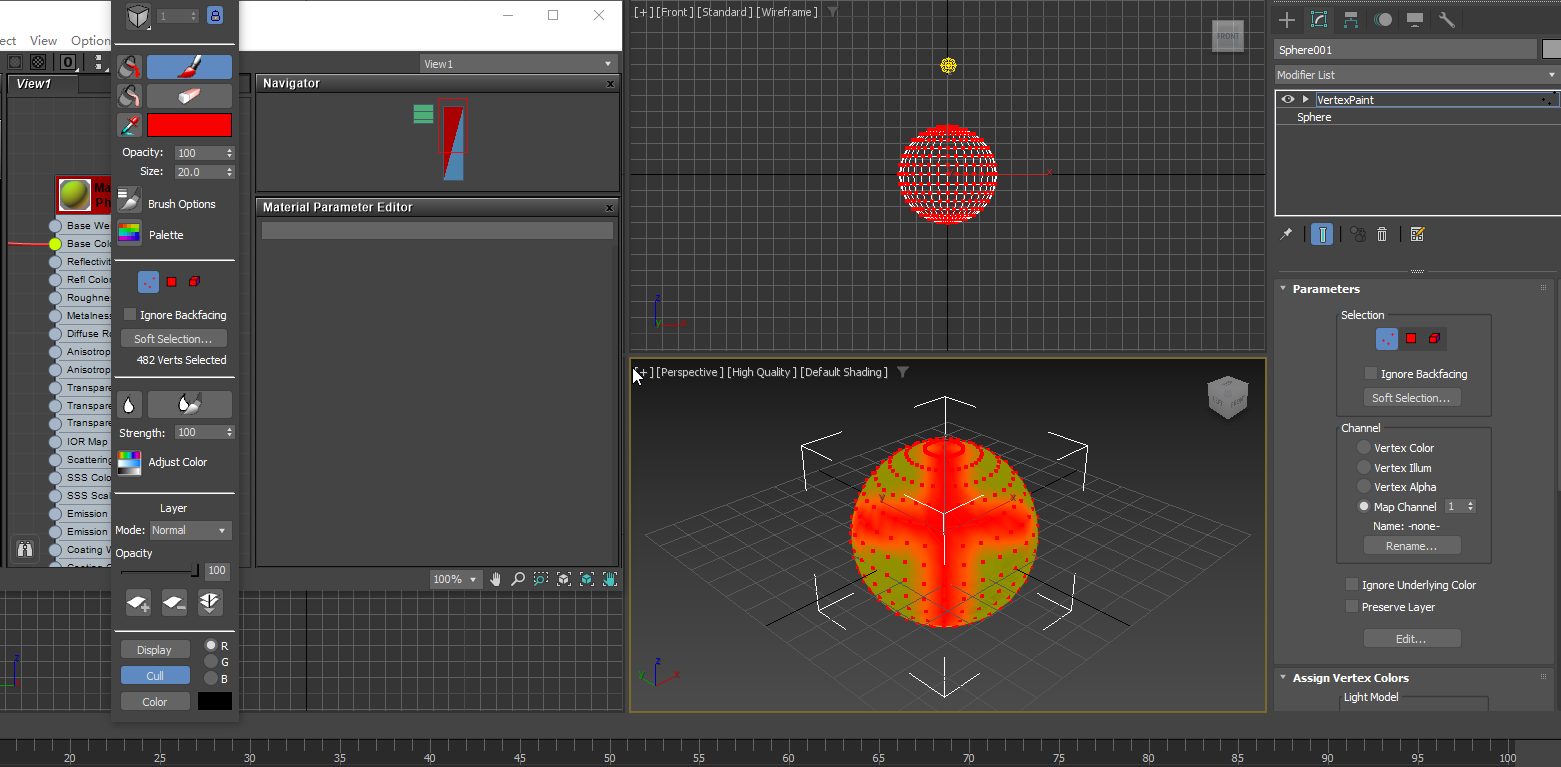 ect View Option
1
0
View1
View1
Navigator
Material Parameter Editor
Ma
Ph
Base We
Base Colo
Reflectivit
Refl Color
Roughne
Metalness
Diffuse Ro
Anisotrop
Anisotrop
Transpare
Transpare
Transpare
IOR Map
Scattering
SSS Colo
SSS Scal
Emission
Emission
Coating W
100%
Opacity: 100
Size: 20.0
Brush Options
Palette
Ignore Backfacing
Soft Selection...
482 Verts Selected
Strength: 100
Adjust Color
Layer
Mode: Normal
Opacity
100
Display
Cull
Color
R
G
B
[+] [Front ] [Standard ] [Wireframe ]
FRONT
x
z
y
x
[+] [Perspective ] [High Quality ] [Default Shading ]
FRONT
y
x
z
y
x
z
Sphere001
Modifier List
VertexPaint
Sphere
Parameters
Selection
Ignore Backfacing
Soft Selection...
Channel
Vertex Color
Vertex Illum
Vertex Alpha
Map Channel 1
Name: -none-
Rename...
Ignore Underlying Color
Preserve Layer
Edit...
Assign Vertex Colors
Light Model
20 25 30 35 40 45 50 55 60 65 70 75 80 85 90 95 100